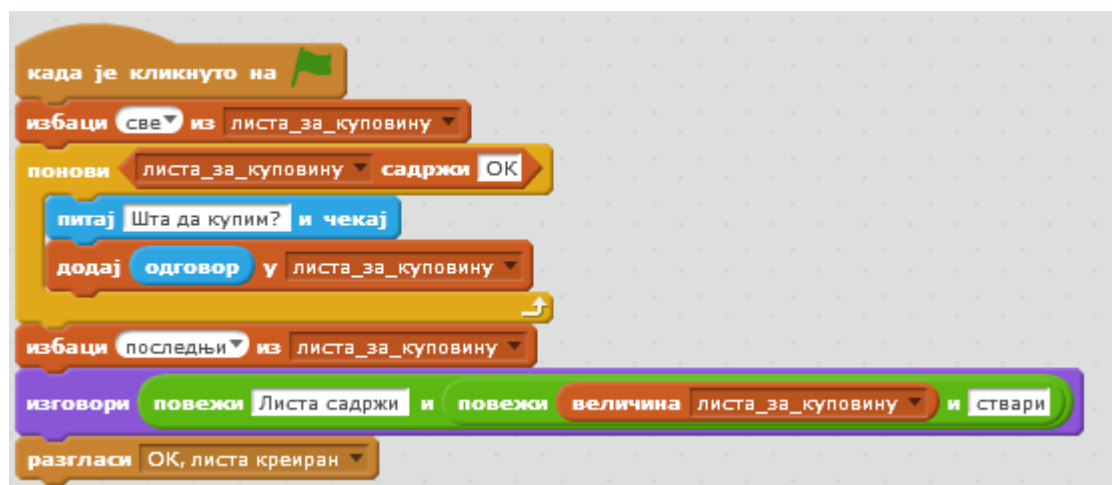 када је кликнуто на
избаци све из листа_за_куповину
понови листа_за_куповину садржи ОК
питај Шта да купим? и чекај
додај одговор у листа_за_куповину
избаци последњи из листа_за_куповину
изговори повежи Листа садржи и повежи величина листа_за_куповину и ствари
разгласи ОК, листа креиран